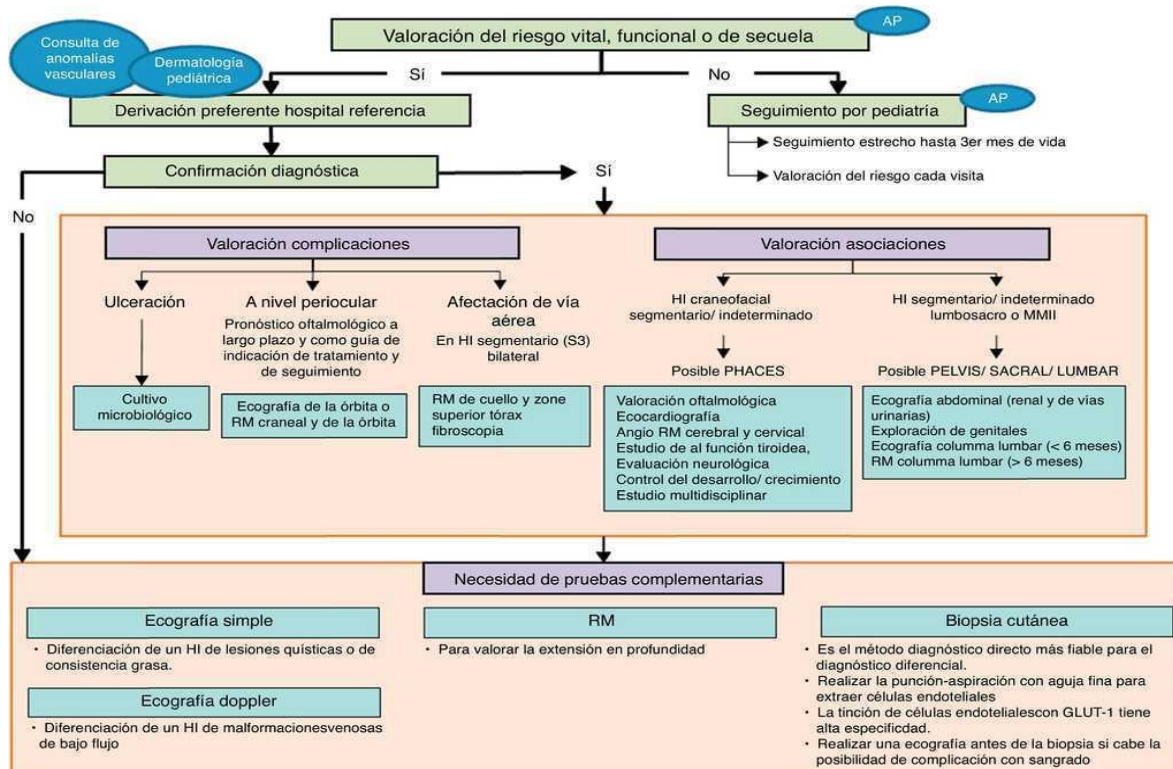 Valoración del riesgo vital, funcional o de secuela
AP
Consulta de
anomalías
vasculares
Dermatología
pediátrica
Sí
No
Derivación preferente hospital referencia
Seguimiento por pediatría
AP
Seguimiento estrecho hasta 3er mes de vida
Valoración del riesgo cada visita
Confirmación diagnóstica
Sí
No
Valoración complicaciones
Ulceración
Cultivo
microbiológico
A nivel periocular
Pronóstico oftalmológico a
largo plazo y como guía de
indicación de tratamiento y
de seguimiento
Ecografía de la órbita o
RM craneal y de la órbita
Afectación de vía
aérea
En HI segmentario (S3)
bilateral
RM de cuello y zone
superior tórax
fibroscopia
Valoración asociaciones
HI craneofacial
segmentario/ indeterminado
Posible PHACES
Valoración oftalmológica
Ecocardiografía
Angio RM cerebral y cervical
Estudio de al función tiroidea,
Evaluación neurológica
Control del desarrollo/ crecimiento
Estudio multidisciplinar
HI segmentario/ indeterminado
lumbosacro o MMII
Posible PELVIS/ SACRAL/ LUMBAR
Ecografía abdominal (renal y de vías
urinarias)
Exploración de genitales
Ecografía columma lumbar (< 6 meses)
RM columma lumbar (> 6 meses)
Necesidad de pruebas complementarias
Ecografía simple
· Diferenciación de un HI de lesiones quísticas o de
consistencia grasa.
Ecografía doppler
· Diferenciación de un HI de malformacionesvenosas
de bajo flujo
RM
· Para valorar la extensión en profundidad
Biopsia cutánea
· Es el método diagnóstico directo más fiable para el
diagnóstico diferencial.
· Realizar la punción-aspiración con aguja fina para
extraer células endoteliales
· La tinción de células endotelialescon GLUT-1 tiene
alta especificdad.
· Realizar una ecografía antes de la biopsia si cabe la
posibilidad de complicación con sangrado